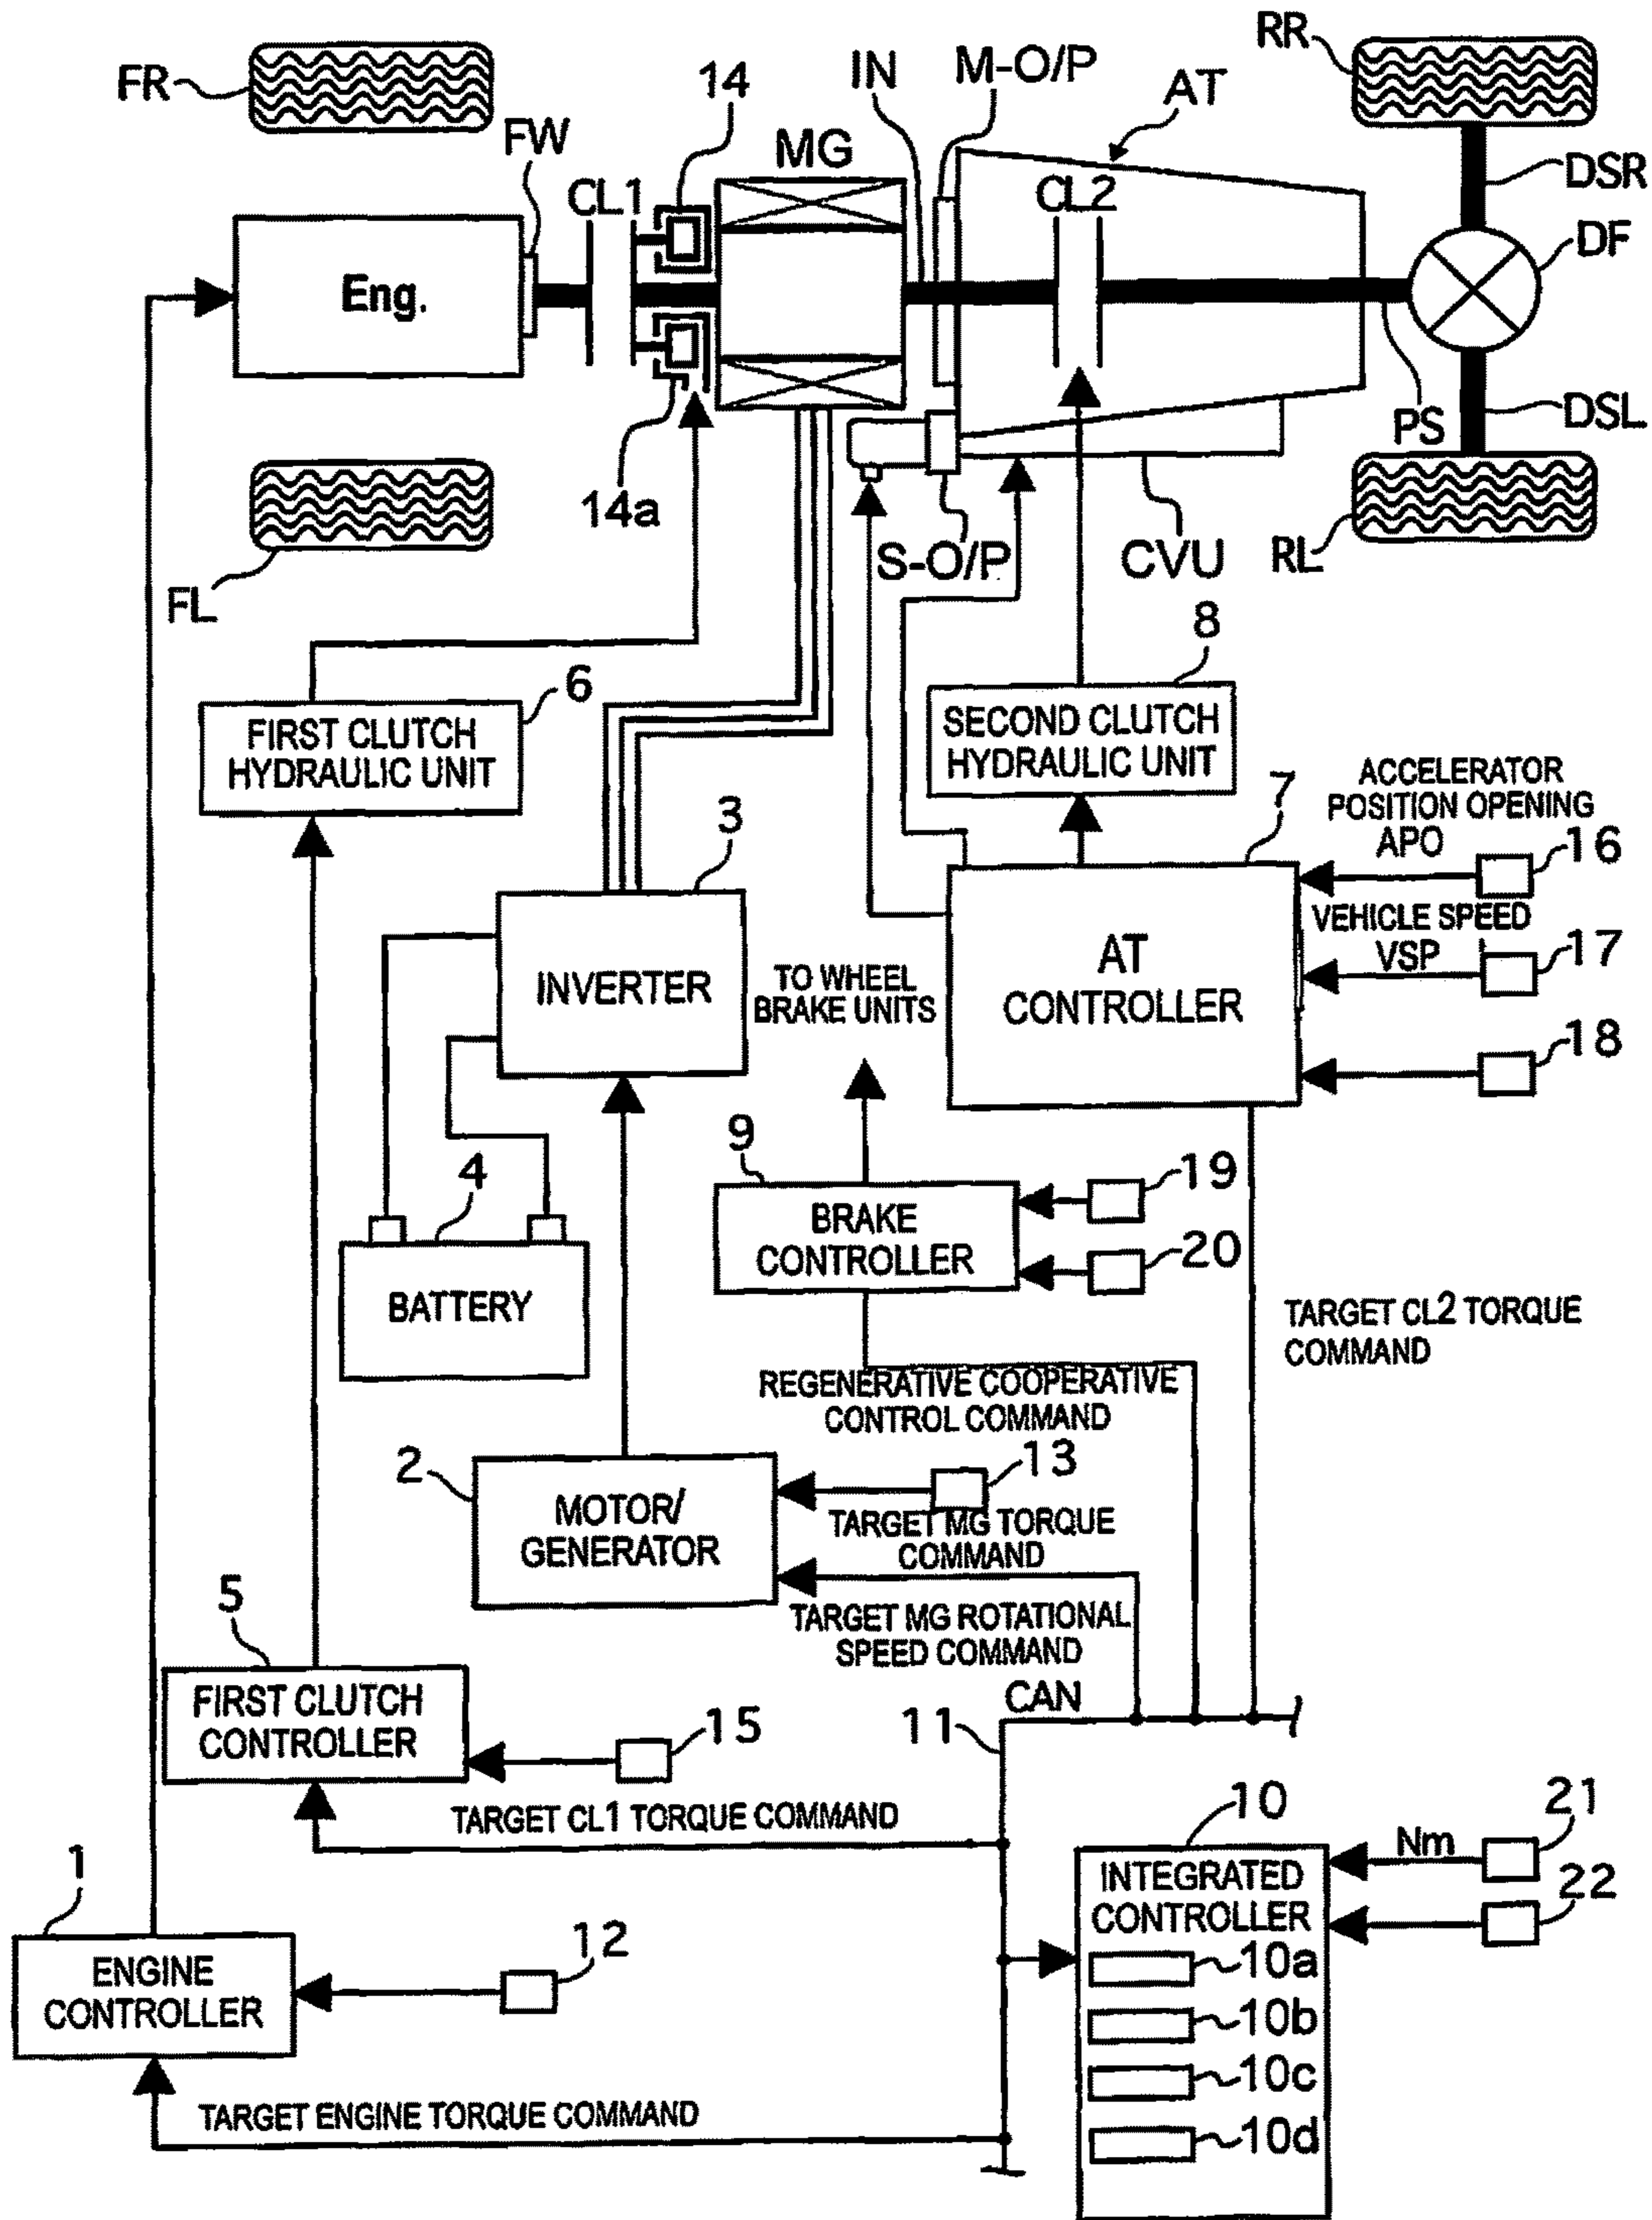 RR
FR
14
IN
M-O/P
AT
MG
FW
CL1
CL2
DSR
DF
Eng.
PS
DSL
14a
S-O/P
CVU
RL
FL
8
6
FIRST CLUTCH
HYDRAULIC UNIT
SECOND CLUTCH
HYDRAULIC UNIT
7
ACCELERATOR
POSITION OPENING
APO
16
3
VEHICLE SPEED
VSP
17
INVERTER
TO WHEEL
BRAKE UNITS
AT
CONTROLLER
18
9
4
19
BRAKE
CONTROLLER
20
BATTERY
TARGET CL2 TORQUE
COMMAND
REGENERATIVE COOPERATIVE
CONTROL COMMAND
2
13
MOTOR/
GENERATOR
TARGET MG TORQUE
COMMAND
5
TARGET MG ROTATIONAL
SPEED COMMAND
CAN
FIRST CLUTCH
CONTROLLER
15
11
TARGET CL1 TORQUE COMMAND
10
21
Nm
1
INTEGRATED
CONTROLLER
22
12
ENGINE
CONTROLLER
10a
10b
10c
TARGET ENGINE TORQUE COMMAND
10d